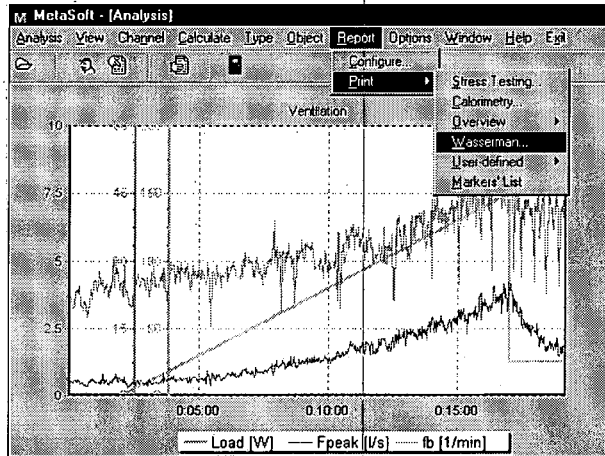 MetaSoft - [Analysis]
Analysis View Channel Calculate Type Object Report Options Window Help Exit
Configure...
Print
Stress Testing...
Calorimetry...
Overview
Wasserman...
User-defined
Markers' List
Ventilation
10
7.5 45
5
2.5 15
0
0:05:00 0:10:00 0:15:00
Load [W] Fpeak [l/s] fb [1/min]